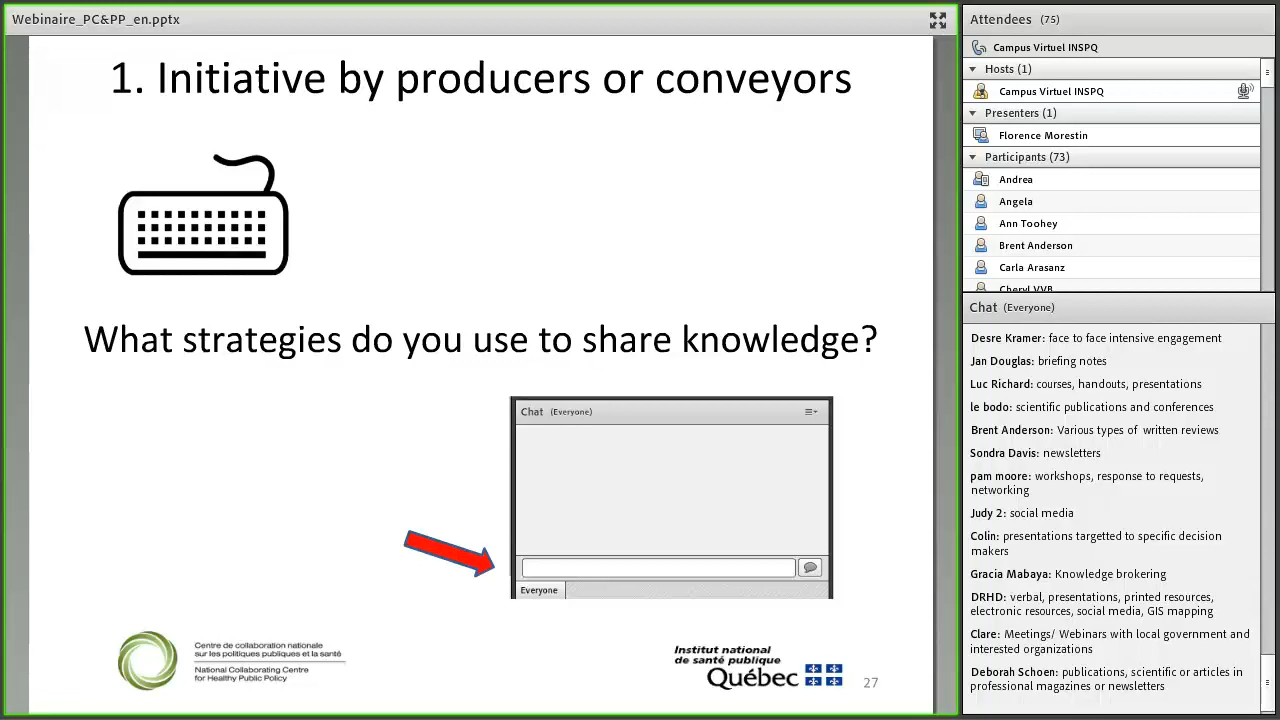 Webinaire_PC&PP_en.pptx
1. Initiative by producers or conveyors
What strategies do you use to share knowledge?
Chat (Everyone)
Everyone
Centre de collaboration nationale
sur les politiques publiques et la santé
National Collaborating Centre
for Healthy Public Policy
Institut national
de santé publique
Québec
27
Attendees (75)
Campus Virtuel INSPQ
Hosts (1)
Campus Virtuel INSPQ
Presenters (1)
Florence Morestin
Participants (73)
Andrea
Angela
Ann Toohey
Brent Anderson
Carla Arasanz
Cheryl VVB
Chat (Everyone)
Desre Kramer: face to face intensive engagement
Jan Douglas: briefing notes
Luc Richard: courses, handouts, presentations
le bodo: scientific publications and conferences
Brent Anderson: Various types of written reviews
Sondra Davis: newsletters
pam moore: workshops, response to requests,
networking
Judy 2: social media
Colin: presentations targetted to specific decision
makers
Gracia Mabaya: Knowledge brokering
DRHD: verbal, presentations, printed resources,
electronic resources, social media, GIS mapping
Clare: Meetings/ Webinars with local government and
interested organizations
Deborah Schoen: publications, scientific or articles in
professional magazines or newsletters